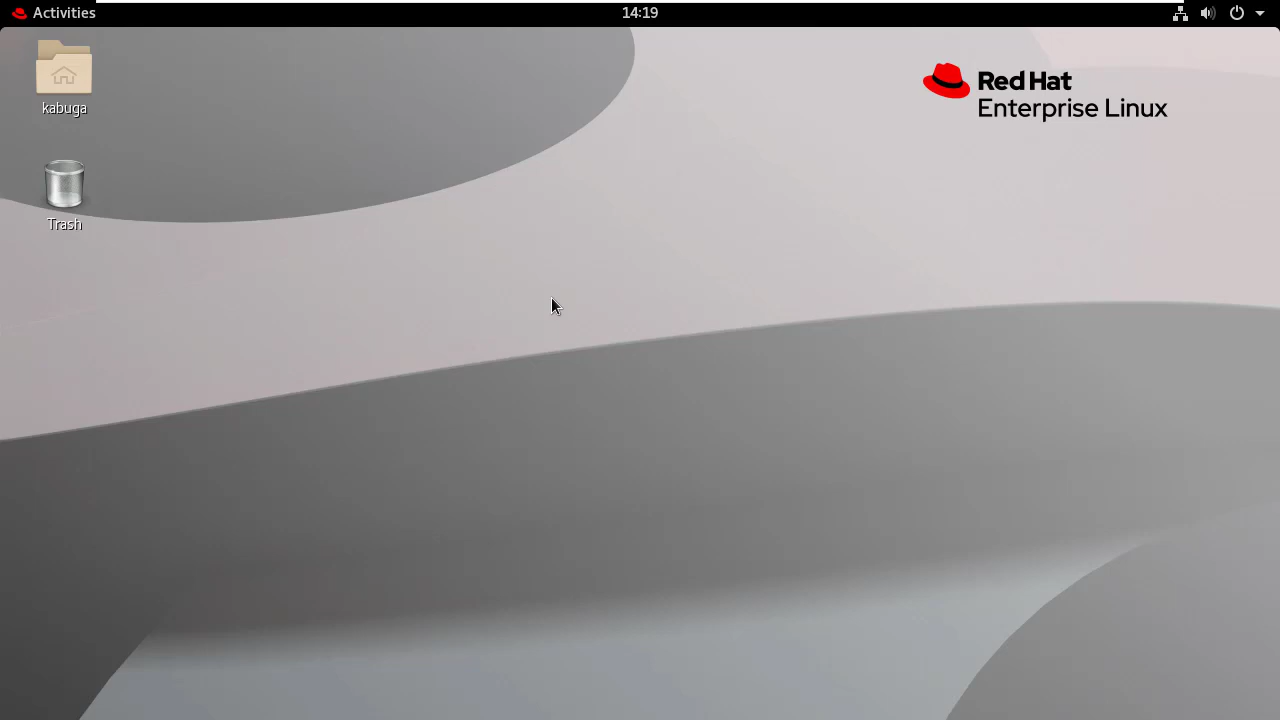 Activities
14:19
kabuga
Red Hat
Enterprise Linux
Trash